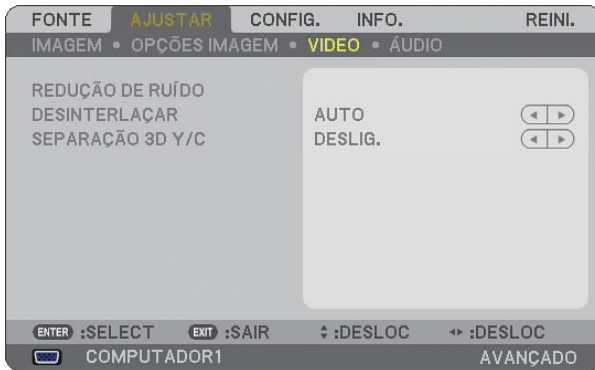 FONTE AJUSTAR CONFIG. INFO. REINI.
IMAGEM • OPÇÕES IMAGEM • VIDEO • ÁUDIO
REDUÇÃO DE RUÍDO
DESINTERLAÇAR AUTO
SEPARAÇÃO 3D Y/C DESLIG.
ENTER :SELECT EXIT :SAIR :DESLOC :DESLOC
COMPUTADOR1 AVANÇADO